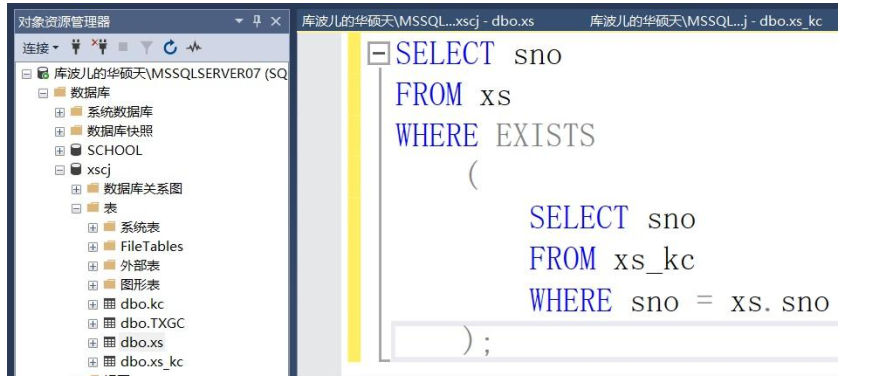 对象资源管理器
连接
库波儿的华硕天\MSSQLSERVER07 (SQ
数据库
系统数据库
数据库快照
SCHOOL
xscj
数据库关系图
表
系统表
FileTables
外部表
图形表
dbo.kc
dbo.TXGC
dbo.xs
dbo.xs_kc
库波儿的华硕天\MSSQL...xscj - dbo.xs
库波儿的华硕天\MSSQL...j - dbo.xs_kc
SELECT sno
FROM xs
WHERE EXISTS
(
SELECT sno
FROM xs_kc
WHERE sno = xs.sno
);